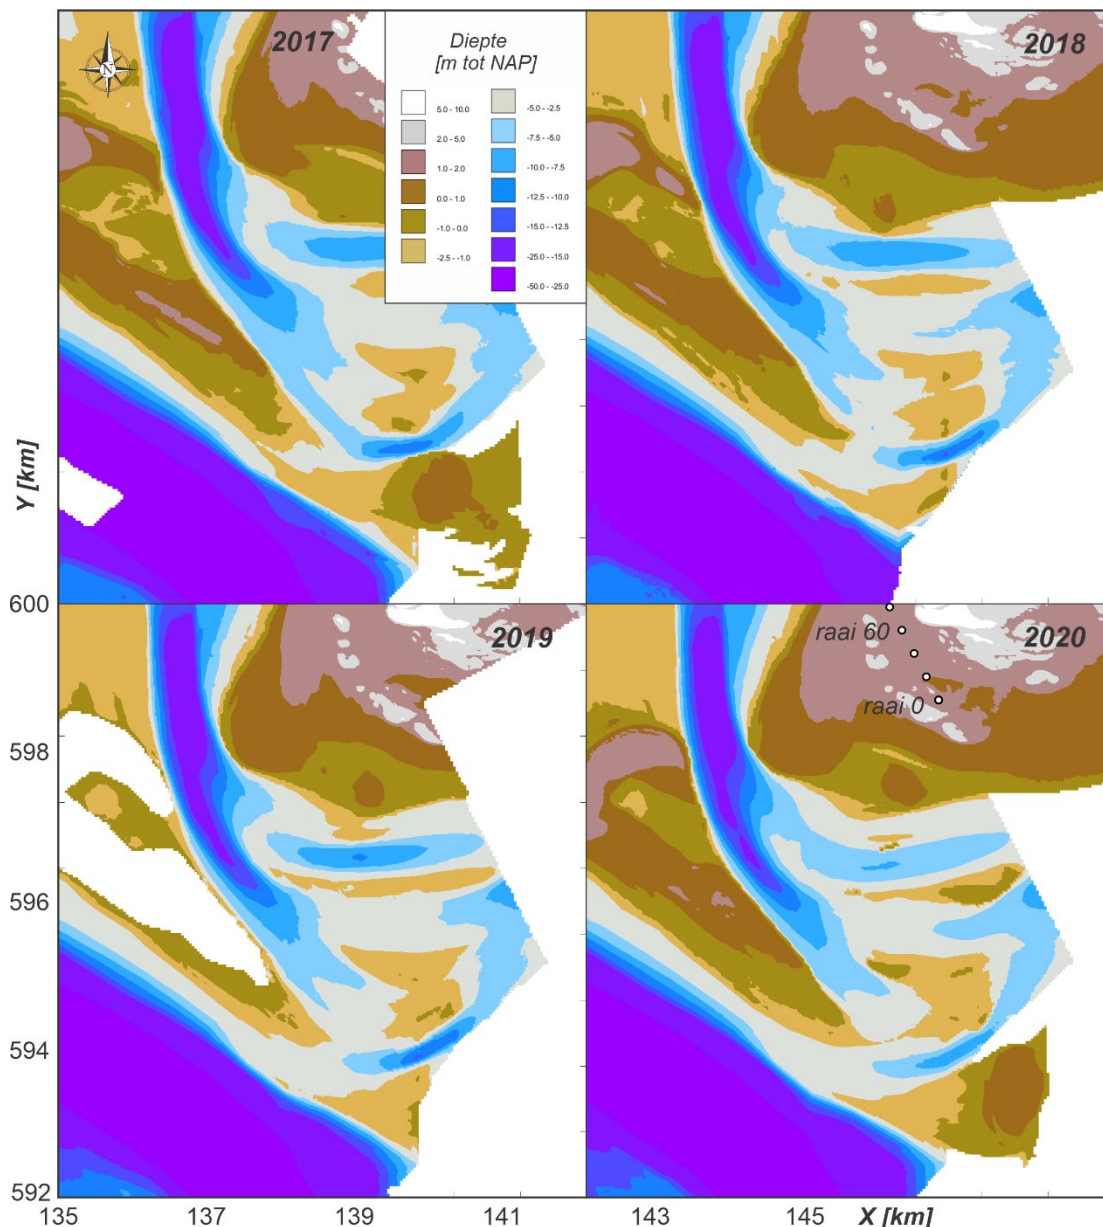 2017
N
Diepte
[m tot NAP]
5.0 - 10.0
2.0 - 5.0
1.0 - 2.0
0.0 - 1.0
-1.0 - 0.0
-2.5 - -1.0
-5.0 - -2.5
-7.5 - -5.0
-10.0 - -7.5
-12.5 - -10.0
-15.0 - -12.5
-25.0 - -15.0
-50.0 - -25.0
2018
Y [km]
2019
2020
raai 60
raai 0
600
598
596
594
592
135
137
139
141
143
145
X [km]